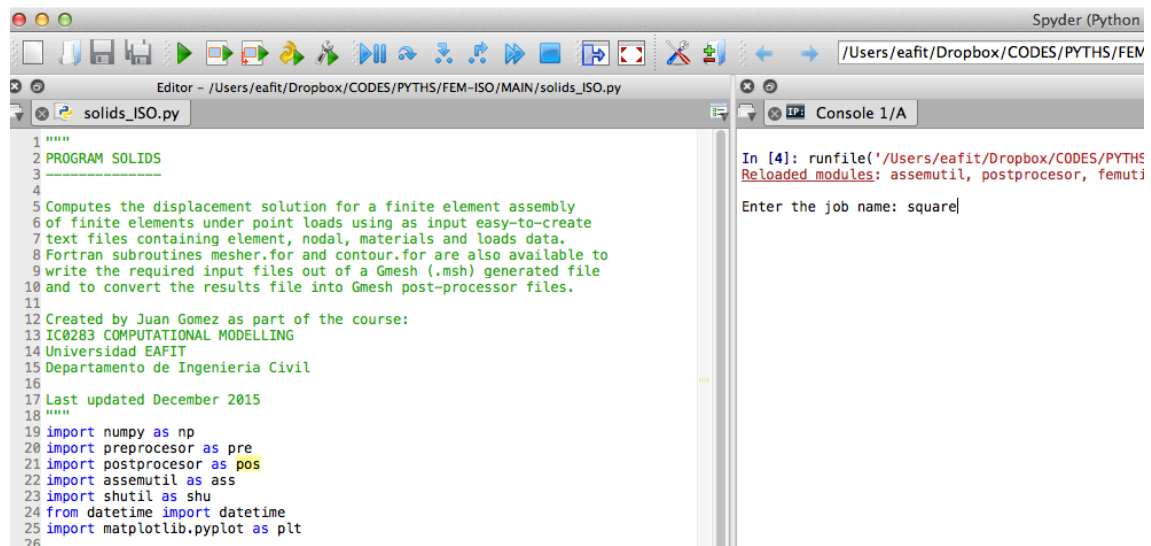 Spyder (Python
/Users/eafit/Dropbox/CODES/PYTHS/FEM
Editor - /Users/eafit/Dropbox/CODES/PYTHS/FEM-ISO/MAIN/solids_ISO.py
solids_ISO.py
1 """
2 PROGRAM SOLIDS
3 --------------
4
5 Computes the displacement solution for a finite element assembly
6 of finite elements under point loads using as input easy-to-create
7 text files containing element, nodal, materials and loads data.
8 Fortran subroutines mesher.for and contour.for are also available to
9 write the required input files out of a Gmesh (.msh) generated file
10 and to convert the results file into Gmesh post-processor files.
11
12 Created by Juan Gomez as part of the course:
13 IC0283 COMPUTATIONAL MODELLING
14 Universidad EAFIT
15 Departamento de Ingenieria Civil
16
17 Last updated December 2015
18 """
19 import numpy as np
20 import preprocesor as pre
21 import postprocesor as pos
22 import assemutil as ass
23 import shutil as shu
24 from datetime import datetime
25 import matplotlib.pyplot as plt
26
IP: Console 1/A
In [4]: runfile('/Users/eafit/Dropbox/CODES/PYTHS
Reloaded modules: assemutil, postprocesor, femuti
Enter the job name: square